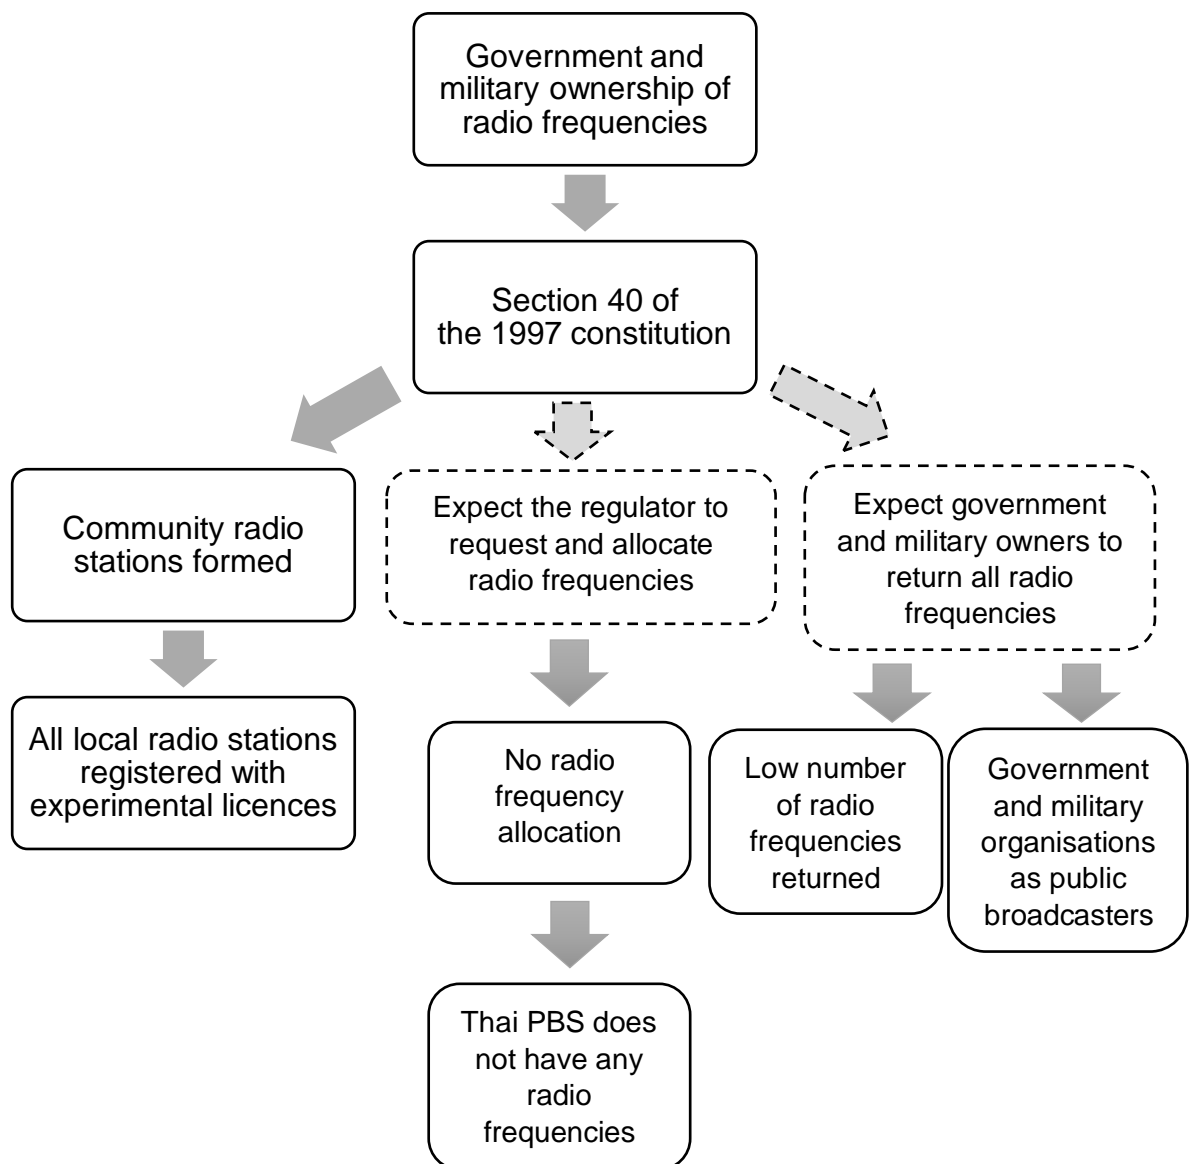 Government and
military ownership of
radio frequencies
Section 40 of
the 1997 constitution
Community radio
stations formed
Expect the regulator to
request and allocate
radio frequencies
Expect government
and military owners to
return all radio
frequencies
All local radio stations
registered with
experimental licences
No radio
frequency
allocation
Low number
of radio
frequencies
returned
Government
and military
organisations
as public
broadcasters
Thai PBS does
not have any
radio
frequencies